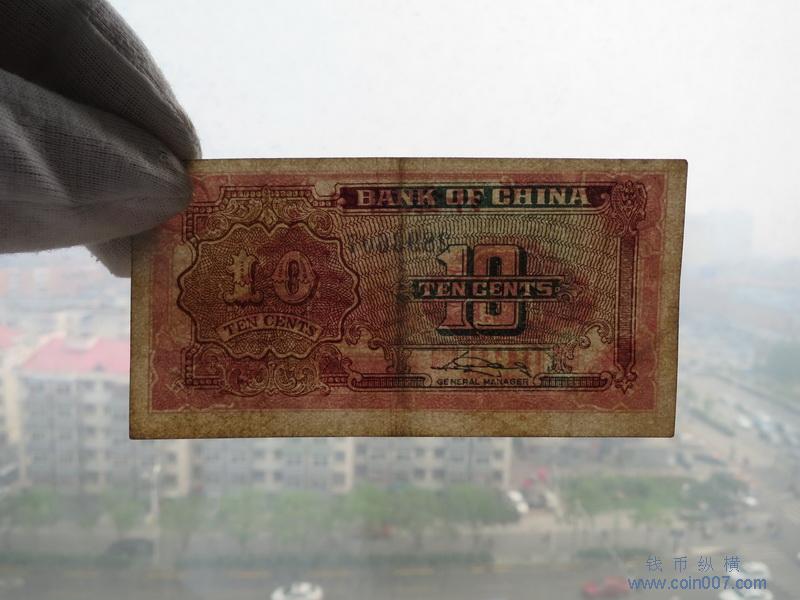 BANK OF CHINA
10
TEN CENTS
10
TEN CENTS
GENERAL MANAGER
钱币纵横
www.coin007.com